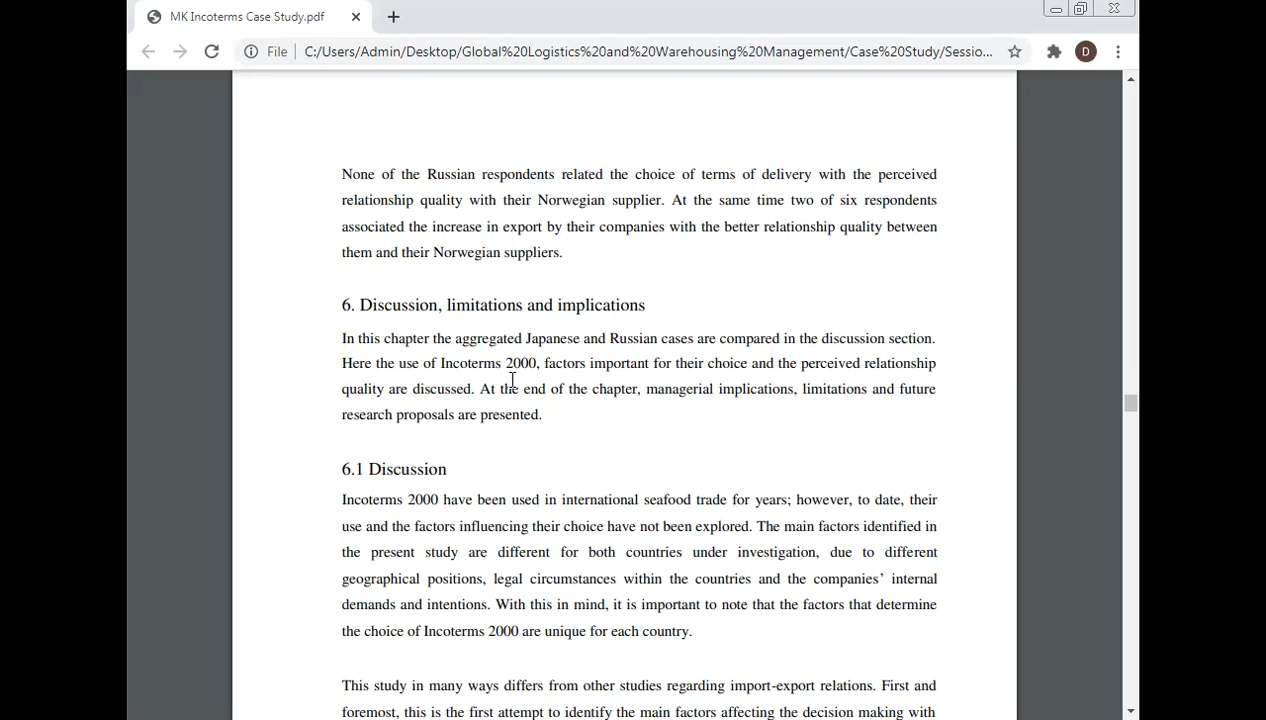 MK Incoterms Case Study.pdf
File C:/Users/Admin/Desktop/Global%20Logistics%20and%20Warehousing%20Management/Case%20Study/Sessio...
D
None of the Russian respondents related the choice of terms of delivery with the perceived
relationship quality with their Norwegian supplier. At the same time two of six respondents
associated the increase in export by their companies with the better relationship quality between
them and their Norwegian suppliers.
6. Discussion, limitations and implications
In this chapter the aggregated Japanese and Russian cases are compared in the discussion section.
Here the use of Incoterms 2000, factors important for their choice and the perceived relationship
quality are discussed. At the end of the chapter, managerial implications, limitations and future
research proposals are presented.
6.1 Discussion
Incoterms 2000 have been used in international seafood trade for years; however, to date, their
use and the factors influencing their choice have not been explored. The main factors identified in
the present study are different for both countries under investigation, due to different
geographical positions, legal circumstances within the countries and the companies’ internal
demands and intentions. With this in mind, it is important to note that the factors that determine
the choice of Incoterms 2000 are unique for each country.
This study in many ways differs from other studies regarding import-export relations. First and
foremost, this is the first attempt to identify the main factors affecting the decision making with